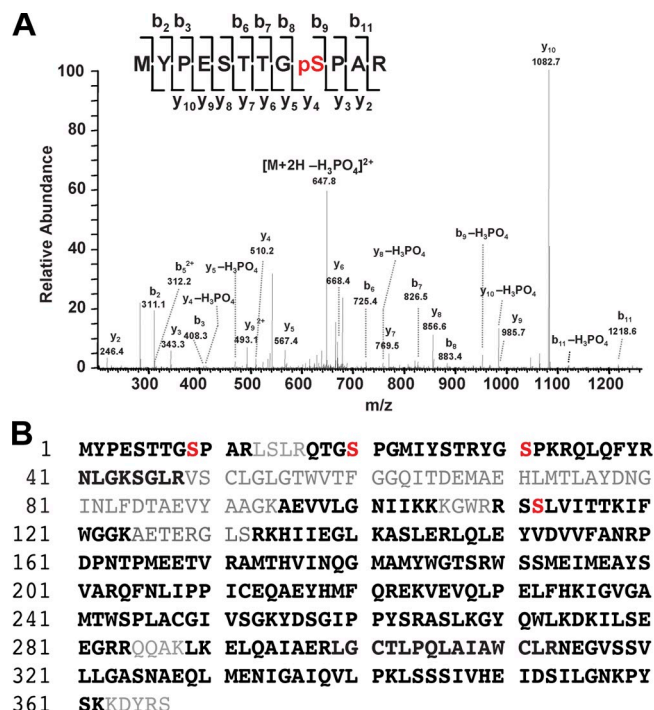 A
b2 b3 b6 b7 b8 b9 b11
MYPESTTGpSPAR
y10 y9 y8 y7 y6 y5 y4 y3 y2
Relative Abundance
100
80
60
40
20
0
y10
1082.7
[M+2H –H3PO4]2+
647.8
y4
510.2
y5–H3PO4
b5 2+
312.2
b2
311.1
y4–H3PO4
b3
408.3
y2
246.4
y3
343.3
y9 2+
493.1
y5
567.4
y6
668.4
y8–H3PO4
b6
725.4
b7
826.5
y7
769.5
y8
856.6
b8
883.4
b9–H3PO4
y10–H3PO4
y9
985.7
b11
1218.6
b11–H3PO4
300 400 500 600 700 800 900 1000 1100 1200
m/z
B
1 MYPESTTGSP ARLSLRQTGS PGMIYSTRYG SPKRQLQFYR
41 NLGKSGLRVS CLGLGTWVTF GGQITDEMAE HLMTLAYDNG
81 INLFDTAEVY AAGKAEVVLG NIIKKKGWRR SSLVITTKIF
121 WGGKAETERG LSRKHIIEGL KASLERLQLE YVDVVFANRP
161 DPNTPMEETV RAMTHVINQG MAMYWGTSRW SSMEIMEAYS
201 VARQFNLIPP ICEQAEYHMF QREKVEVQLP ELFHKIGVGA
241 MTWSPLACGI VSGKYDSGIP PYSRASLKGY QWLKDKILSE
281 EGRRQQAKLK ELQAIAERLG CTLPQLAIAW CLRNEGVSSV
321 LLGASNAEQL MENIGAIQVL PKLSSSIVHE IDSILGNKPY
361 SKKDYRS